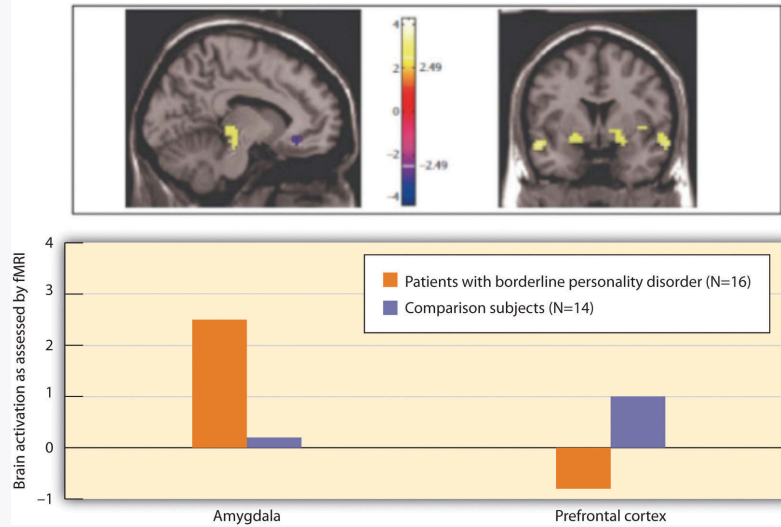 4
2
2.49
0
−2
−2.49
−4
Brain activation as assessed by fMRI
4
3
2
1
0
−1
Patients with borderline personality disorder (N=16)
Comparison subjects (N=14)
Amygdala
Prefrontal cortex